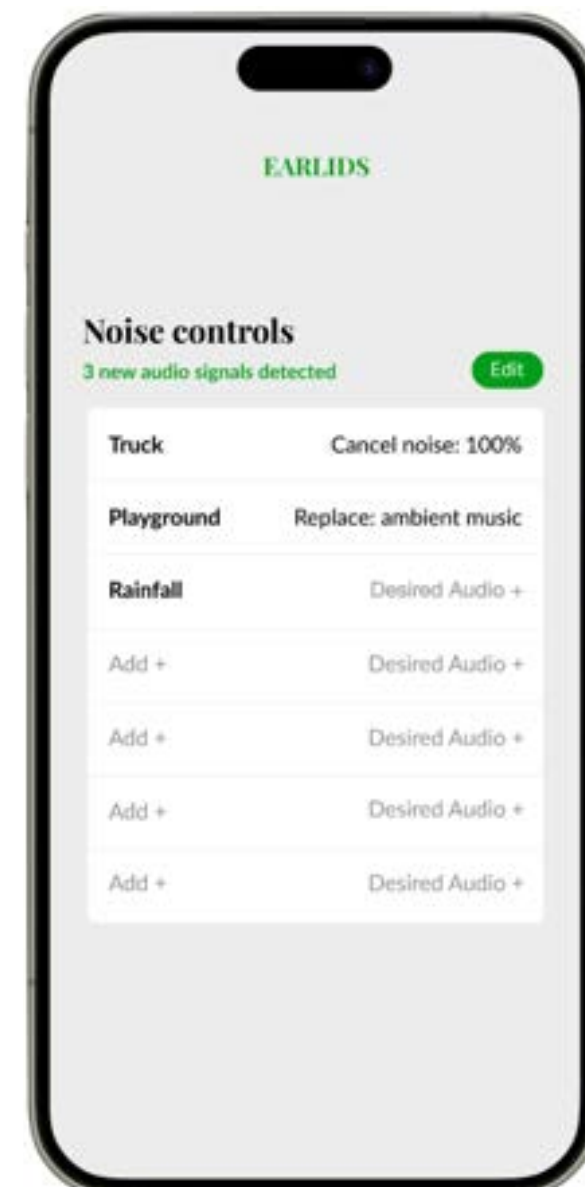 EARLIDS
Noise controls
3 new audio signals detected
Edit
Truck Cancel noise: 100%
Playground Replace: ambient music
Rainfall Desired Audio +
Add + Desired Audio +
Add + Desired Audio +
Add + Desired Audio +
Add + Desired Audio +